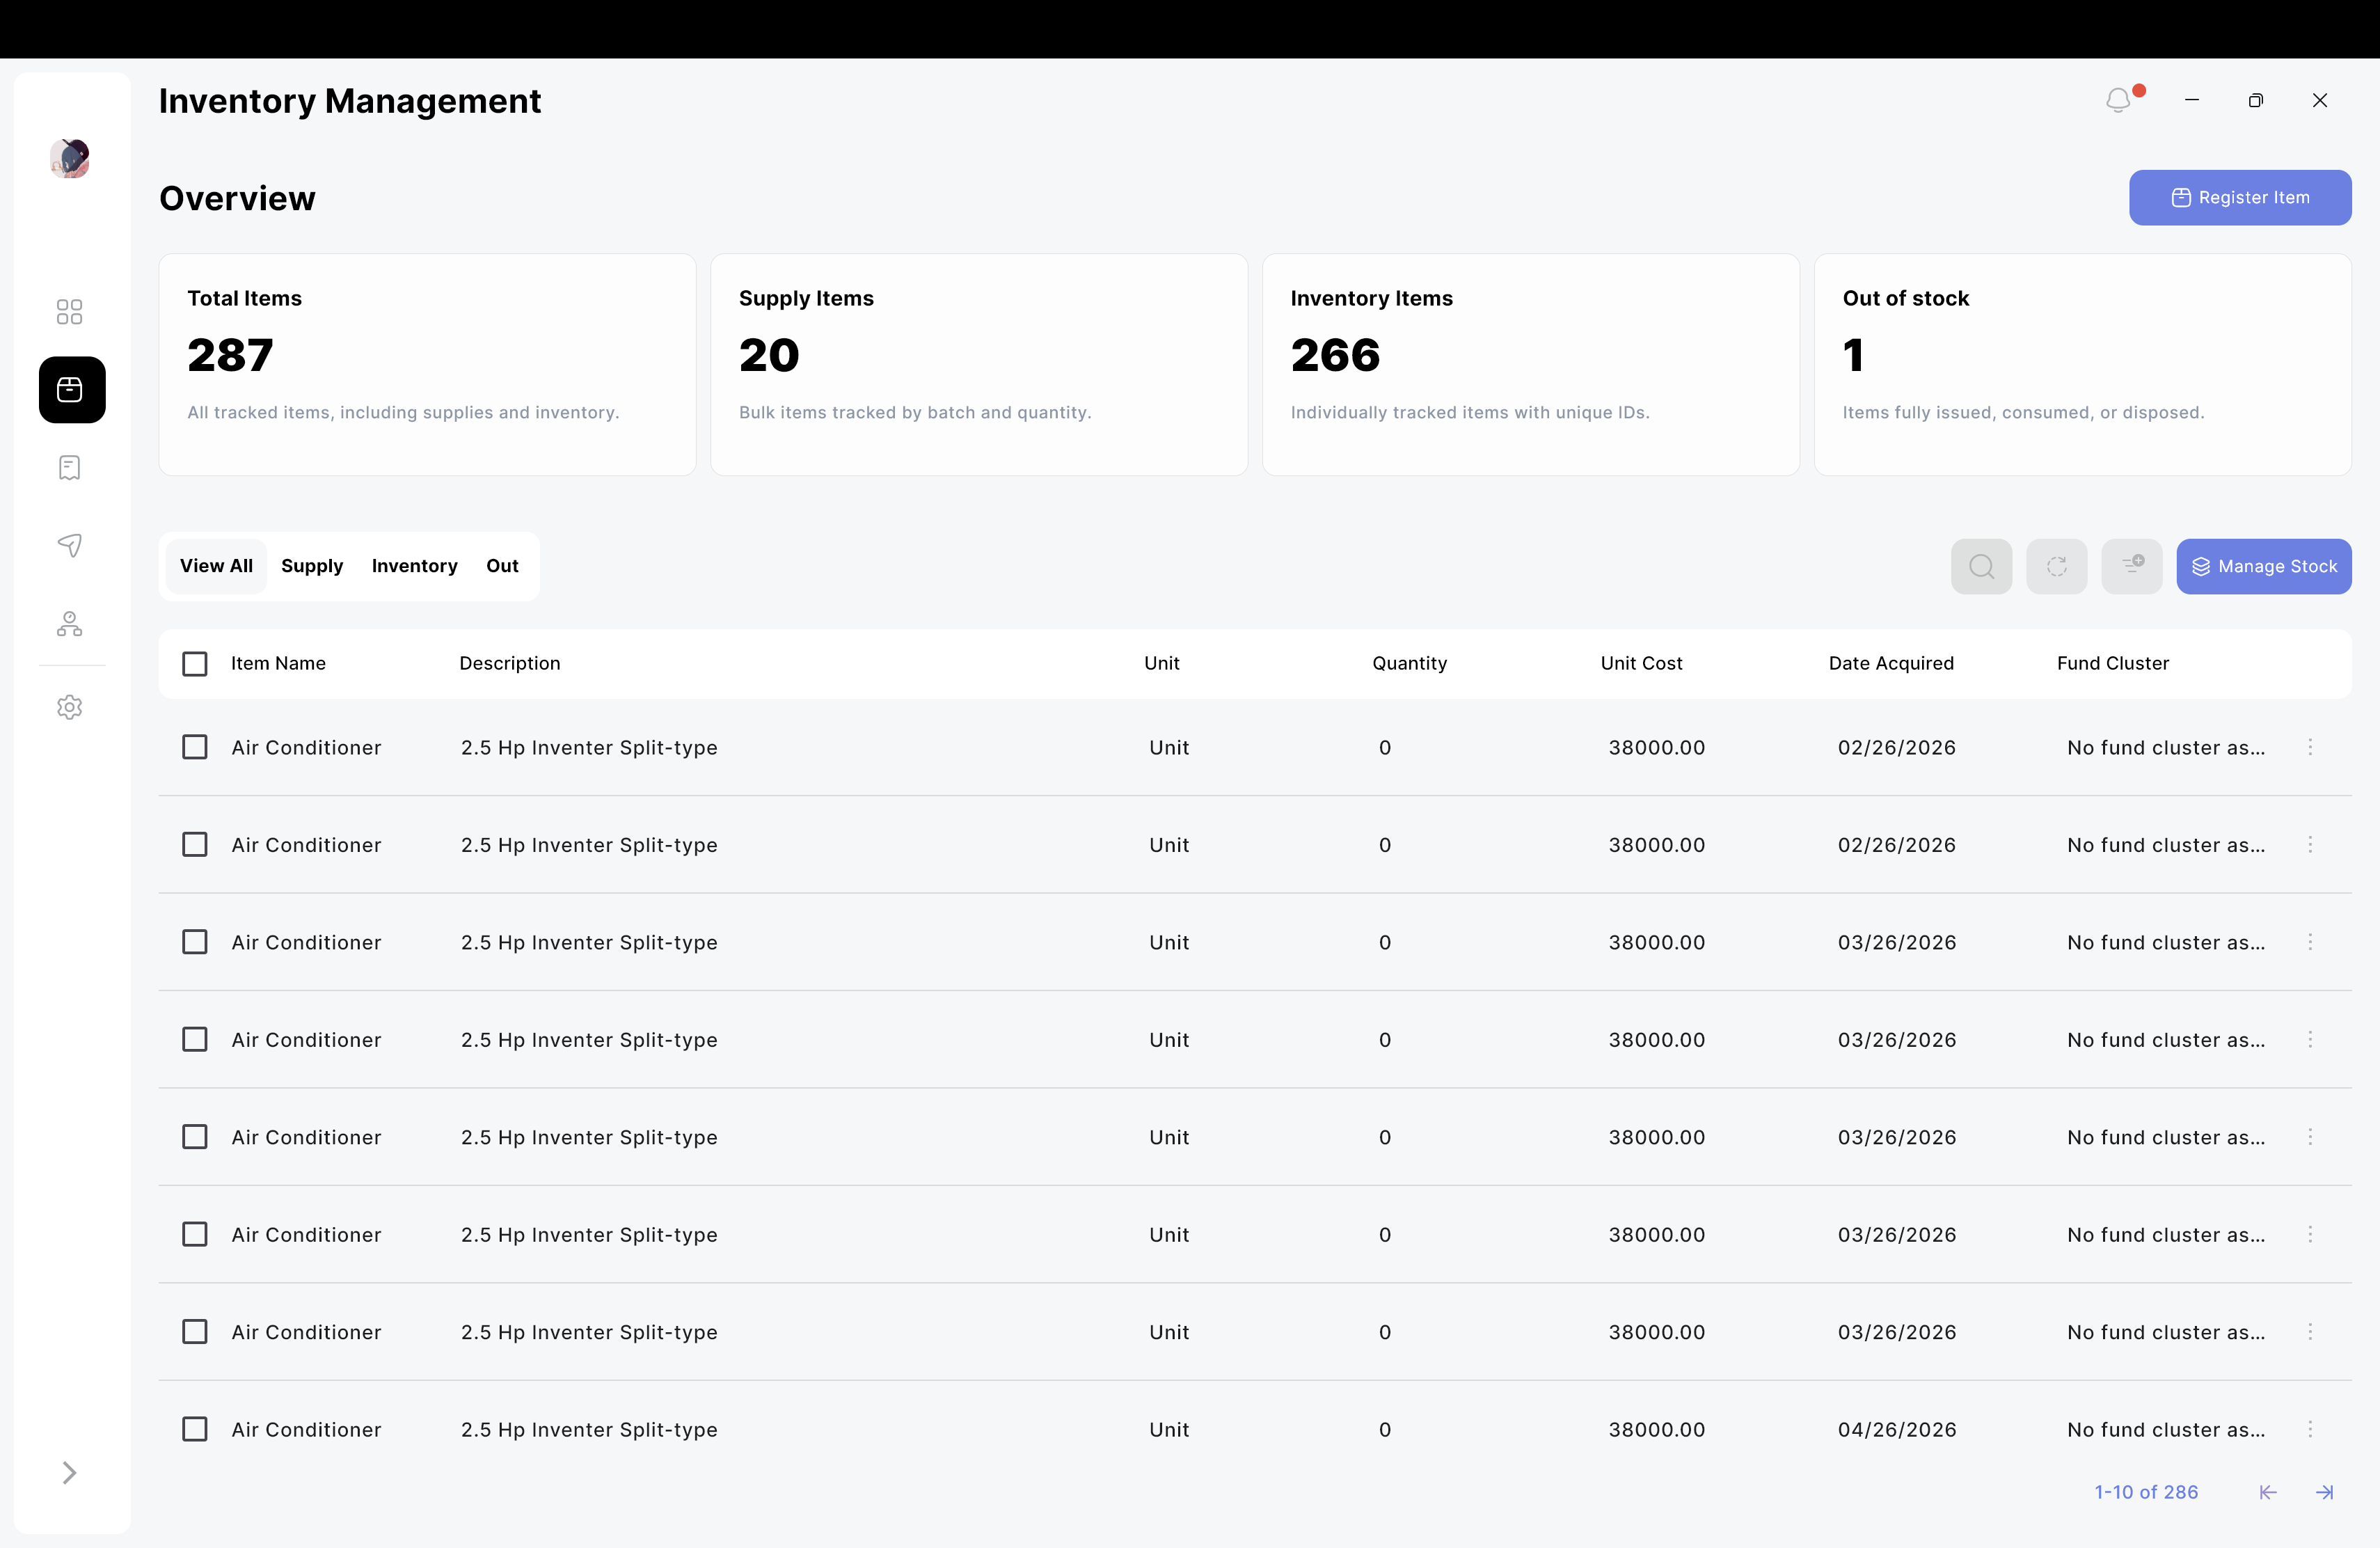 Inventory Management
Overview
Register Item
Total Items
287
All tracked items, including supplies and inventory.
Supply Items
20
Bulk items tracked by batch and quantity.
Inventory Items
266
Individually tracked items with unique IDs.
Out of stock
1
Items fully issued, consumed, or disposed.
View All Supply Inventory Out
Manage Stock
Item Name Description Unit Quantity Unit Cost Date Acquired Fund Cluster
Air Conditioner 2.5 Hp Inventer Split-type Unit 0 38000.00 02/26/2026 No fund cluster as...
Air Conditioner 2.5 Hp Inventer Split-type Unit 0 38000.00 02/26/2026 No fund cluster as...
Air Conditioner 2.5 Hp Inventer Split-type Unit 0 38000.00 03/26/2026 No fund cluster as...
Air Conditioner 2.5 Hp Inventer Split-type Unit 0 38000.00 03/26/2026 No fund cluster as...
Air Conditioner 2.5 Hp Inventer Split-type Unit 0 38000.00 03/26/2026 No fund cluster as...
Air Conditioner 2.5 Hp Inventer Split-type Unit 0 38000.00 03/26/2026 No fund cluster as...
Air Conditioner 2.5 Hp Inventer Split-type Unit 0 38000.00 03/26/2026 No fund cluster as...
Air Conditioner 2.5 Hp Inventer Split-type Unit 0 38000.00 04/26/2026 No fund cluster as...
1-10 of 286